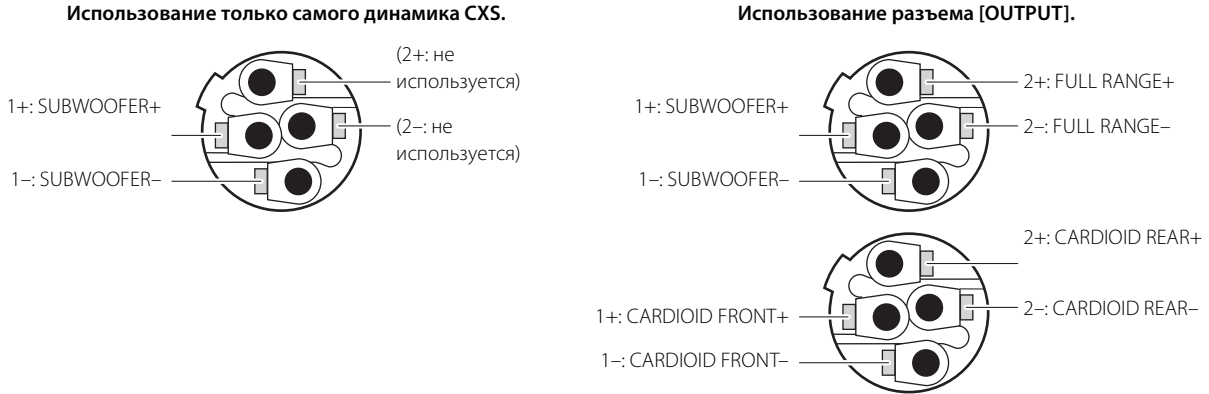 Использование только самого динамика CXS.
(2+: не
используется)
1+: SUBWOOFER+
(2–: не
используется)
1–: SUBWOOFER–
Использование разъема [OUTPUT].
2+: FULL RANGE+
1+: SUBWOOFER+
2–: FULL RANGE–
1–: SUBWOOFER–
2+: CARDIOID REAR+
1+: CARDIOID FRONT+
2–: CARDIOID REAR–
1–: CARDIOID FRONT–